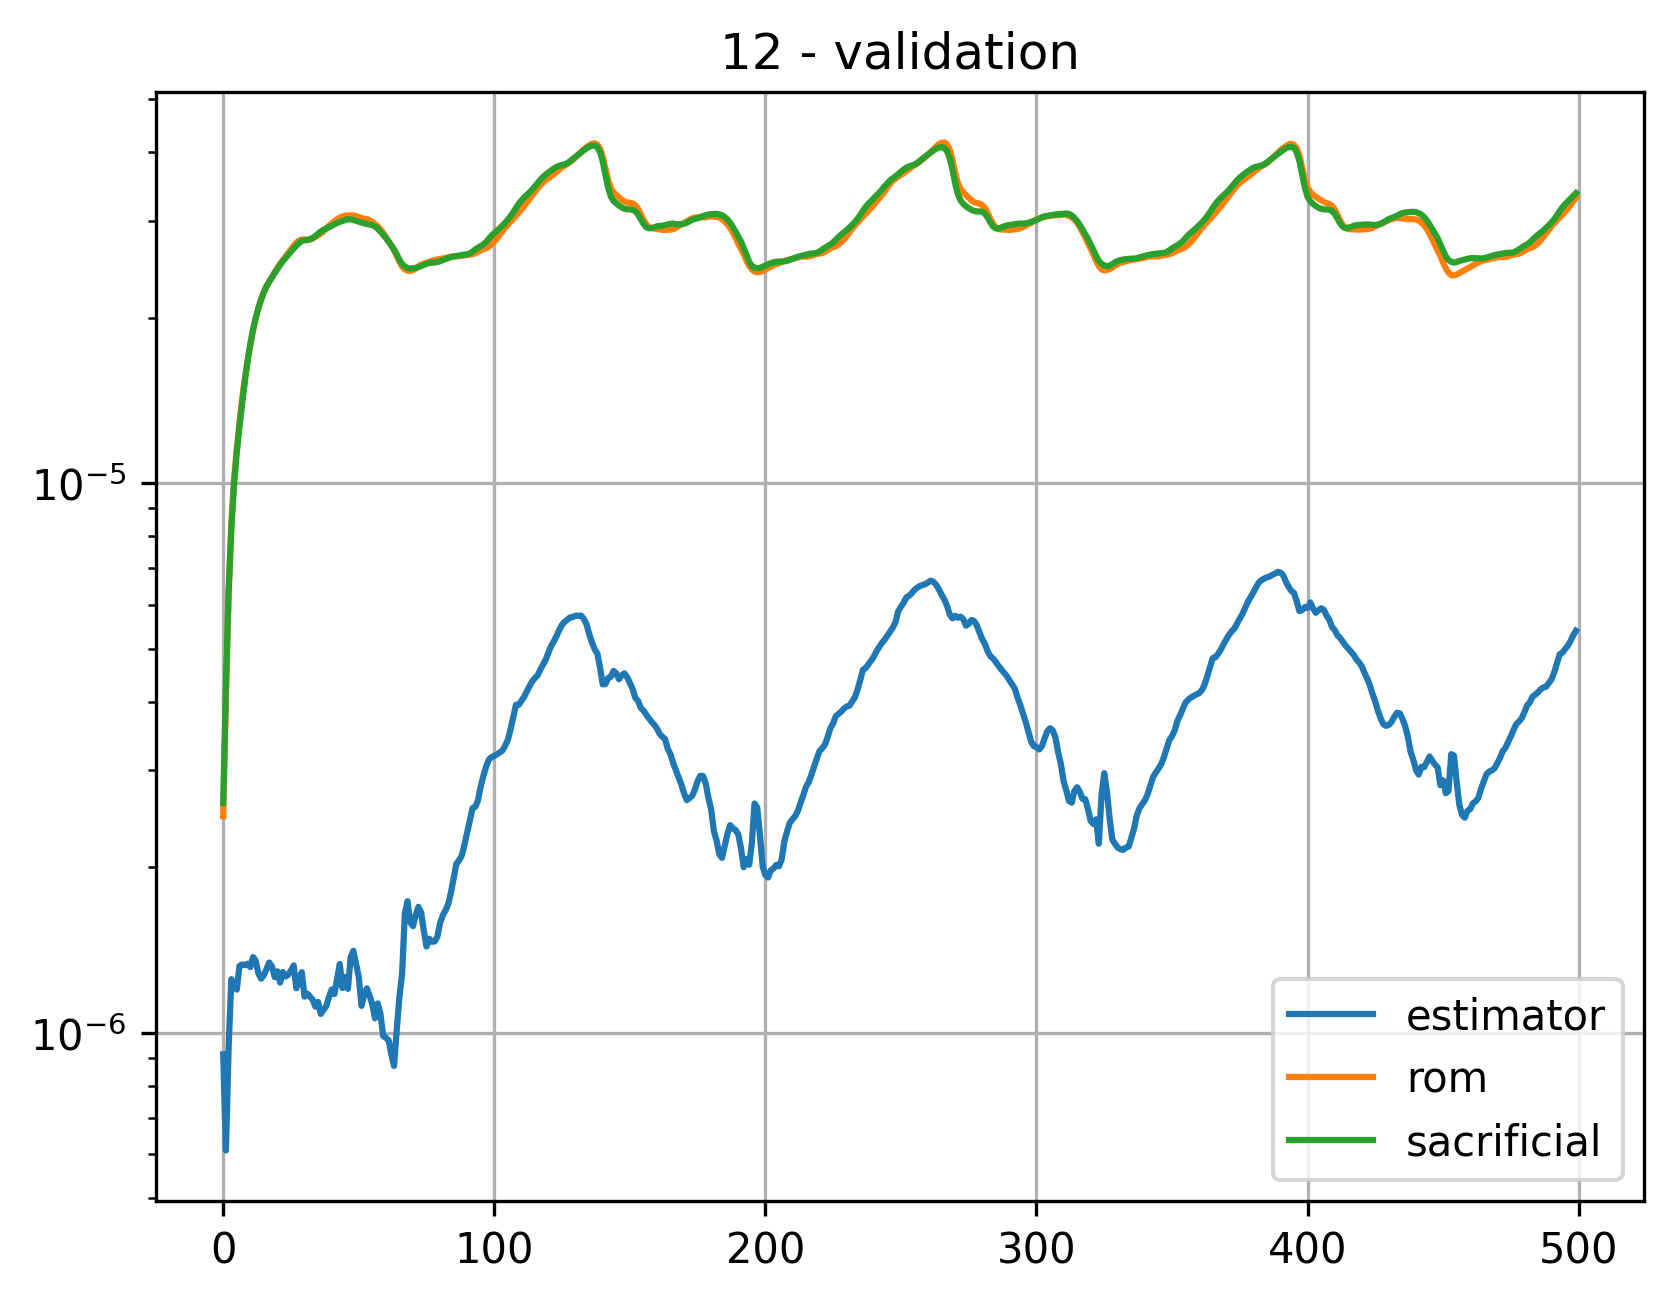 12 - validation
10⁻⁵
10⁻⁶
0 100 200 300 400 500
estimator
rom
sacrificial